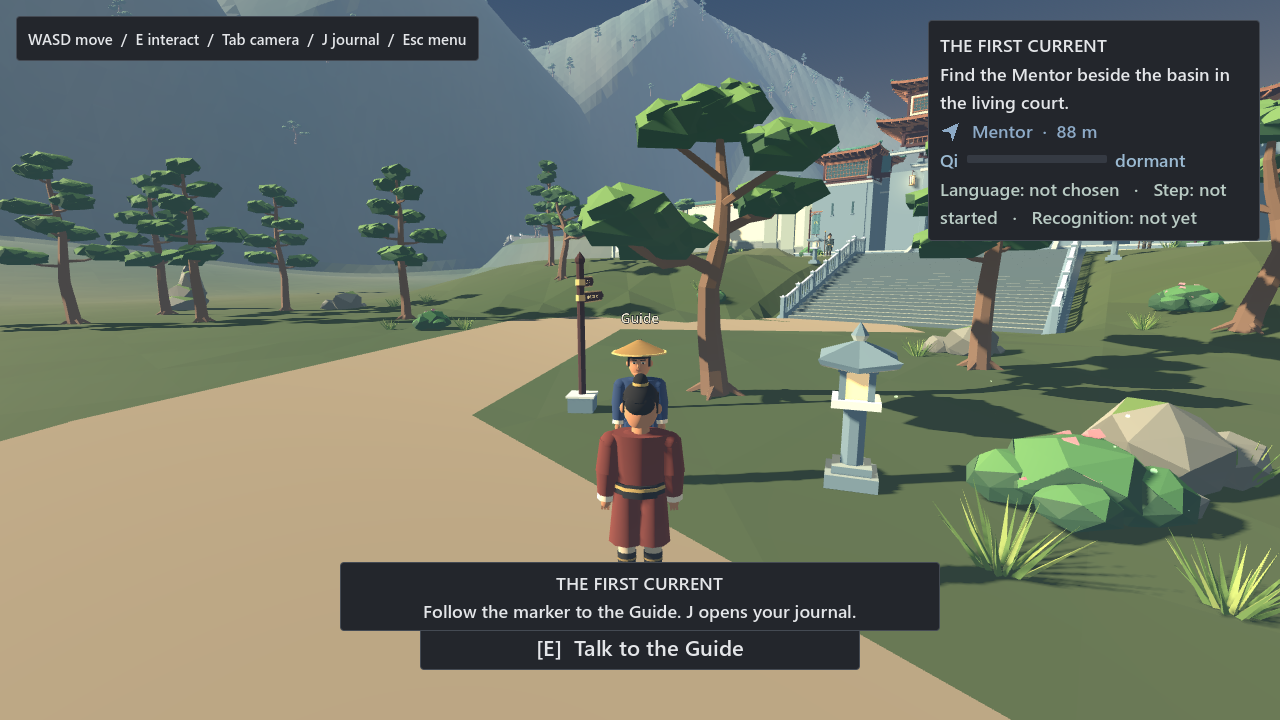 WASD move / E interact / Tab camera / J journal / Esc menu
THE FIRST CURRENT
Find the Mentor beside the basin in
the living court.
Mentor · 88 m
Qi dormant
Language: not chosen · Step: not
started · Recognition: not yet
Guide
THE FIRST CURRENT
Follow the marker to the Guide. J opens your journal.
[E] Talk to the Guide